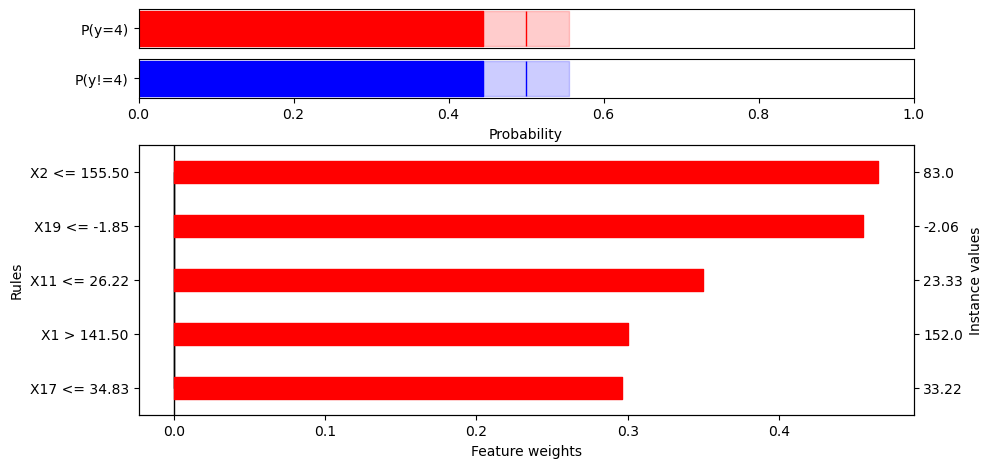 P(y=4)
P(y!=4)
0.0 0.2 0.4 0.6 0.8 1.0
Probability
X2 <= 155.50 83.0
X19 <= -1.85 -2.06
X11 <= 26.22 23.33
X1 > 141.50 152.0
X17 <= 34.83 33.22
Rules
Instance values
0.0 0.1 0.2 0.3 0.4
Feature weights